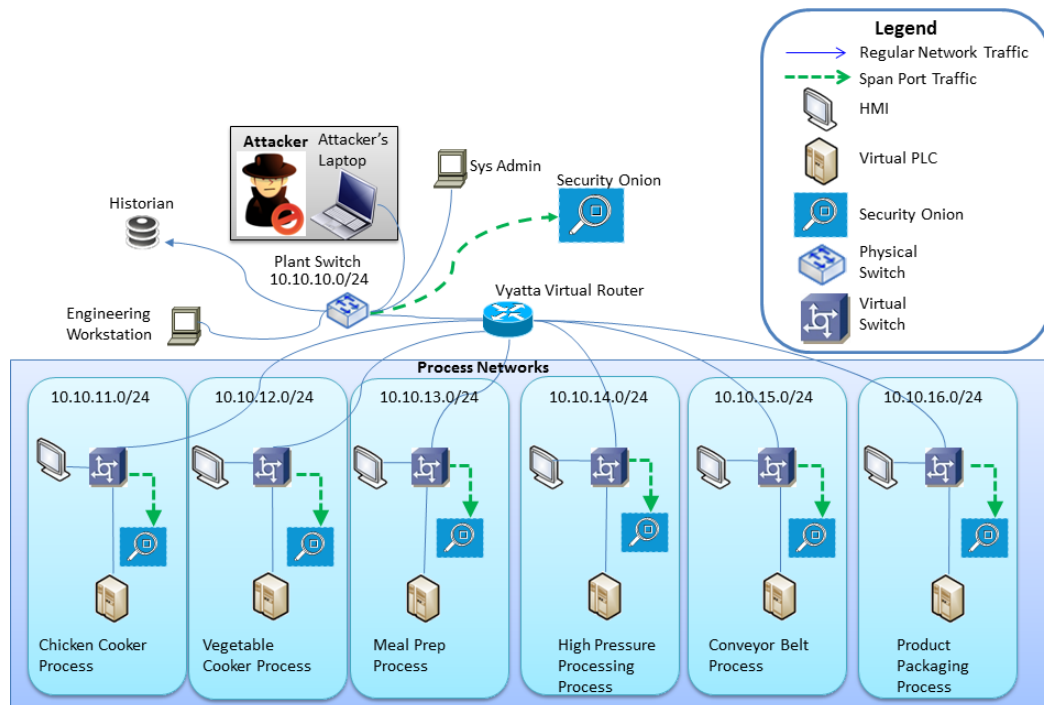 Legend
Regular Network Traffic
Span Port Traffic
HMI
Virtual PLC
Security Onion
Physical
Switch
Virtual
Switch
Attacker
Attacker's
Laptop
Sys Admin
Security Onion
Historian
Plant Switch
10.10.10.0/24
Vyatta Virtual Router
Engineering
Workstation
Process Networks
10.10.11.0/24
10.10.12.0/24
10.10.13.0/24
10.10.14.0/24
10.10.15.0/24
10.10.16.0/24
Chicken Cooker
Process
Vegetable
Cooker Process
Meal Prep
Process
High Pressure
Processing
Process
Conveyor Belt
Process
Product
Packaging
Process